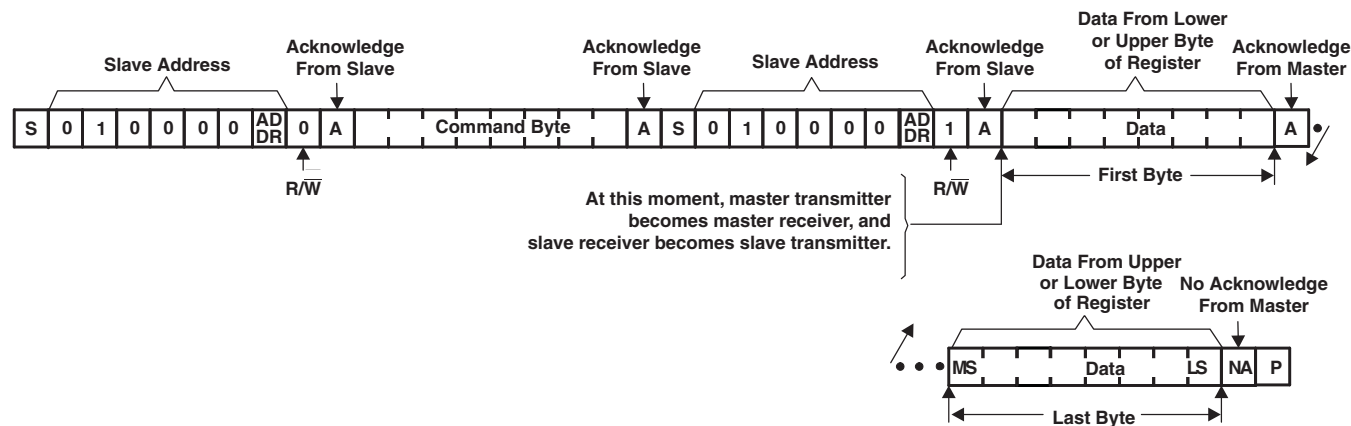 Slave Address
Acknowledge
From Slave
Acknowledge
From Slave
Slave Address
Acknowledge
From Slave
Data From Lower
or Upper Byte
of Register
Acknowledge
From Master
S 0 1 0 0 0 0 AD DR 0 A Command Byte A S 0 1 0 0 0 0 AD DR 1 A Data A
R/W̅
R/W̅
First Byte
At this moment, master transmitter
becomes master receiver, and
slave receiver becomes slave transmitter.
Data From Upper
or Lower Byte
of Register
No Acknowledge
From Master
MS Data LS NA P
Last Byte